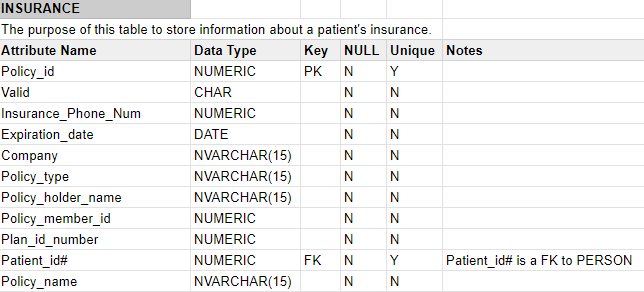 INSURANCE
The purpose of this table to store information about a patient's insurance.
Attribute Name Data Type Key NULL Unique Notes
Policy_id NUMERIC PK N Y
Valid CHAR N N
Insurance_Phone_Num NUMERIC N N
Expiration_date DATE N N
Company NVARCHAR(15) N N
Policy_type NVARCHAR(15) N N
Policy_holder_name NVARCHAR(15) N N
Policy_member_id NUMERIC N N
Plan_id_number NUMERIC N N
Patient_id# NUMERIC FK N Y Patient_id# is a FK to PERSON
Policy_name NVARCHAR(15) N N